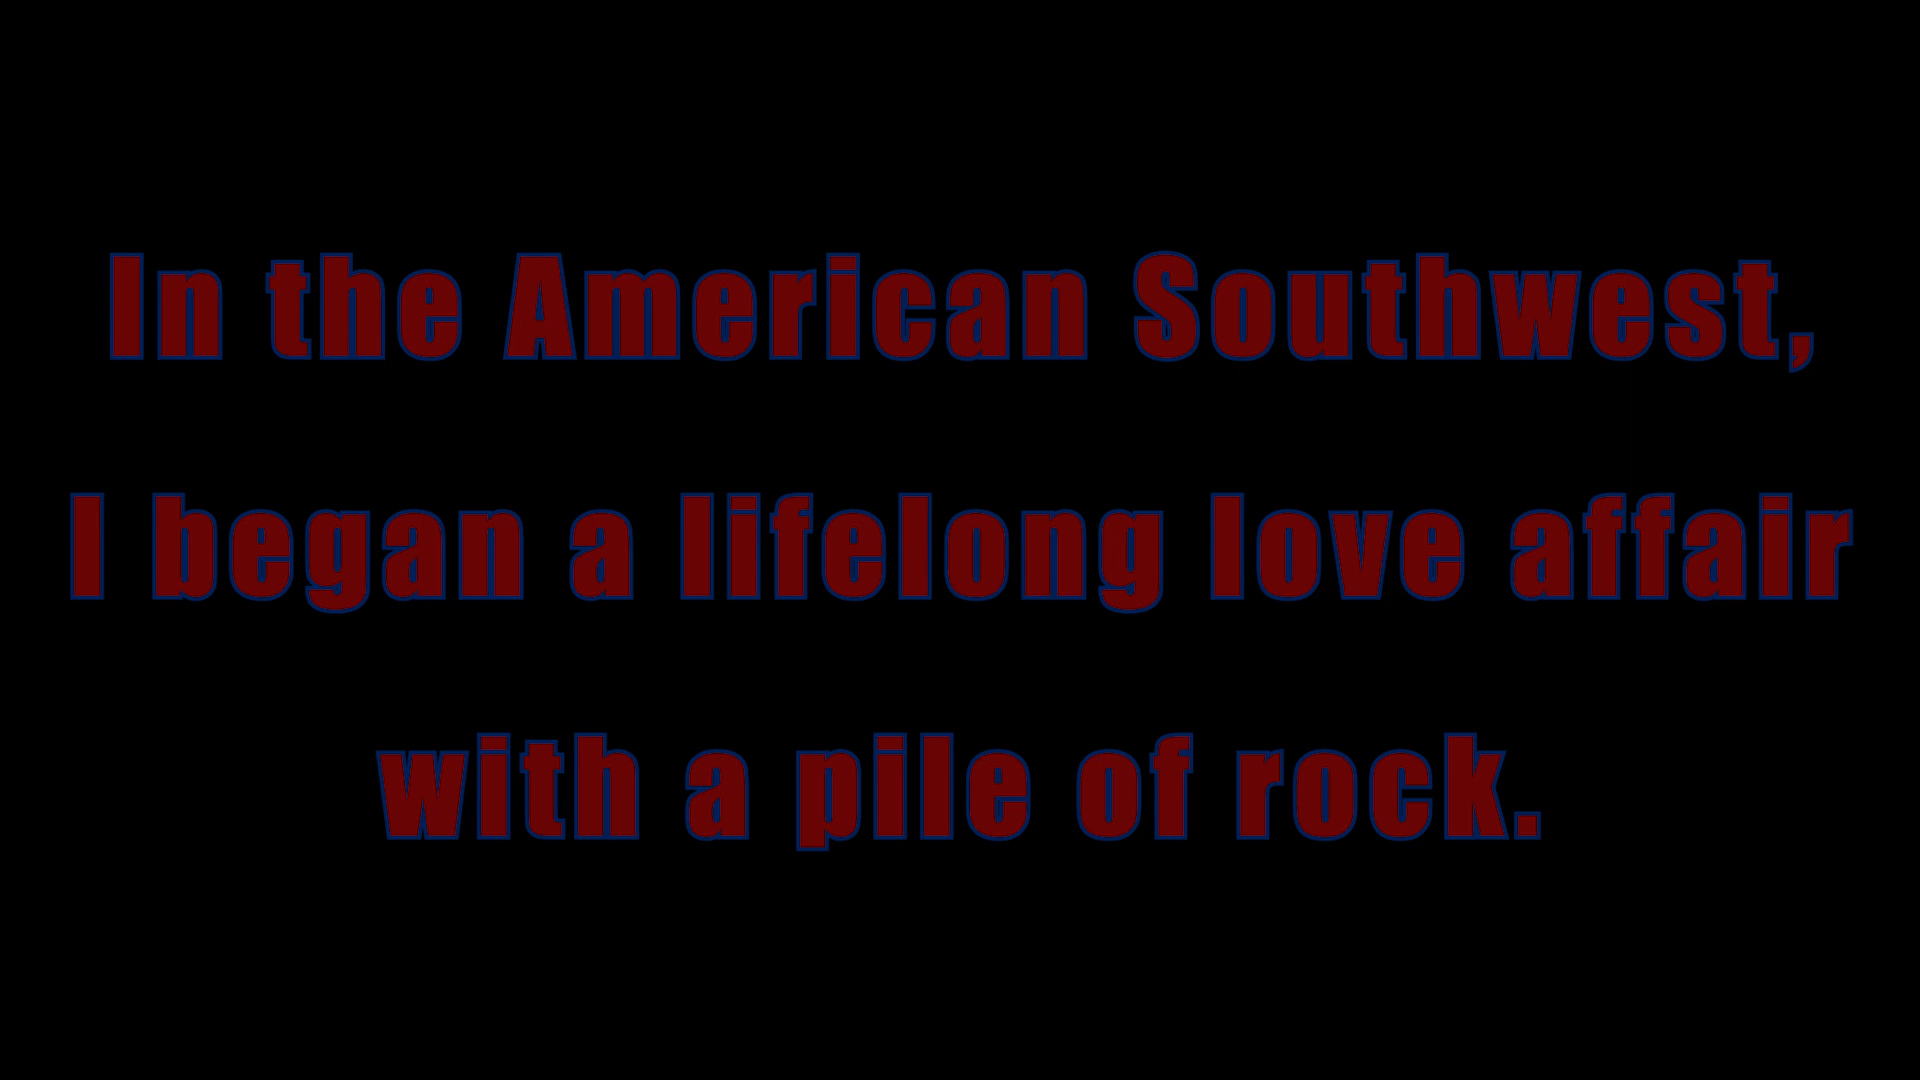 In the American Southwest,
I began a lifelong love affair
with a pile of rock.